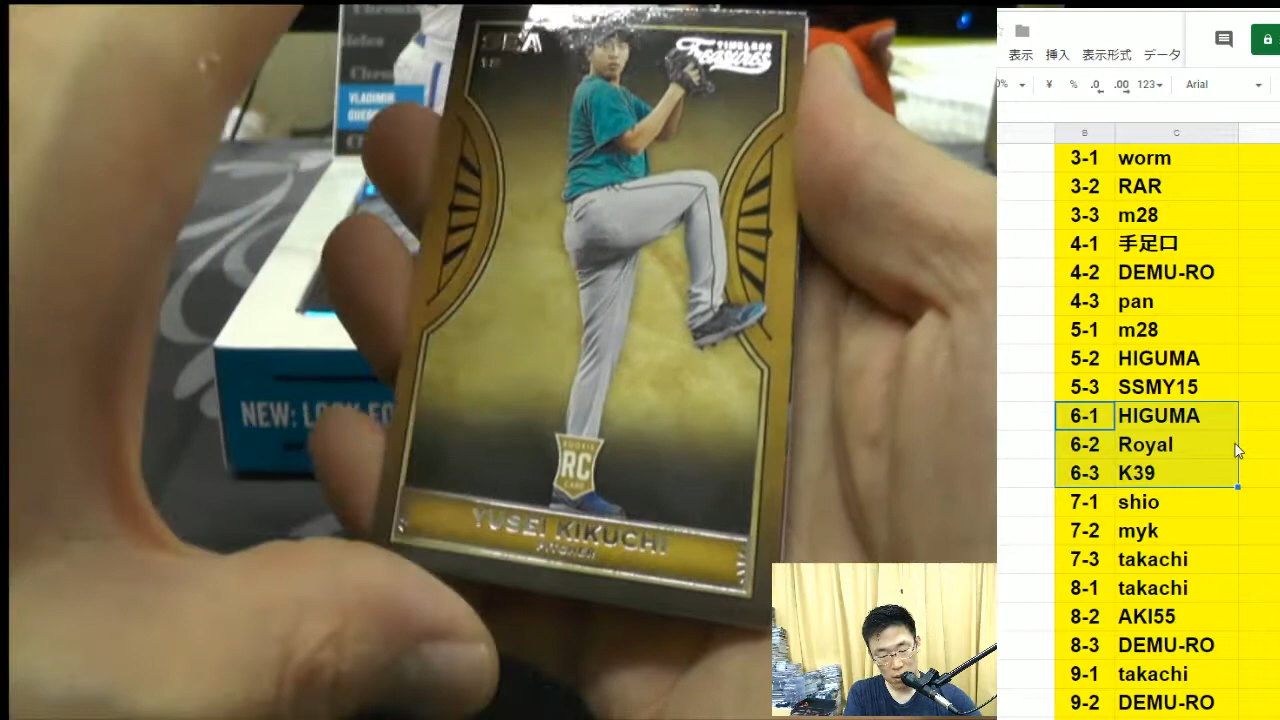 Chronicles
VLADIMIR
SEA
18
TIMELESS
TREASURES
NEW:
ROOKIE
RC
CARD
YUSEI KIKUCHI
PITCHER
表示 挿入 表示形式 データ
% ¥ % .0 .00 123 Arial
B C
3-1 worm
3-2 RAR
3-3 m28
4-1 手足口
4-2 DEMU-RO
4-3 pan
5-1 m28
5-2 HIGUMA
5-3 SSMY15
6-1 HIGUMA
6-2 Royal
6-3 K39
7-1 shio
7-2 myk
7-3 takachi
8-1 takachi
8-2 AKI55
8-3 DEMU-RO
9-1 takachi
9-2 DEMU-RO